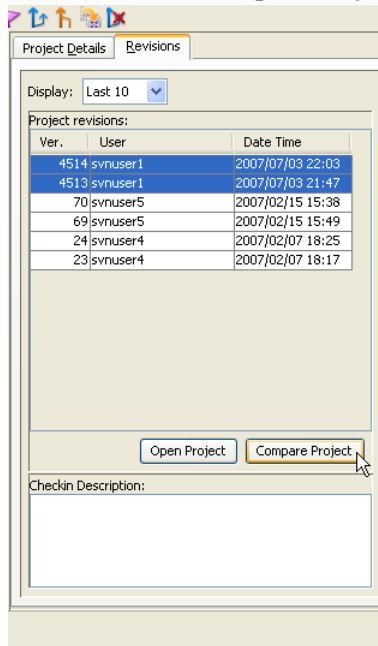 Project Details Revisions
Display: Last 10
Project revisions:
Ver. User Date Time
4514 svnuser1 2007/07/03 22:03
4513 svnuser1 2007/07/03 21:47
70 svnuser5 2007/02/15 15:38
69 svnuser5 2007/02/15 15:49
24 svnuser4 2007/02/07 18:25
23 svnuser4 2007/02/07 18:17
Open Project Compare Project
Checkin Description: